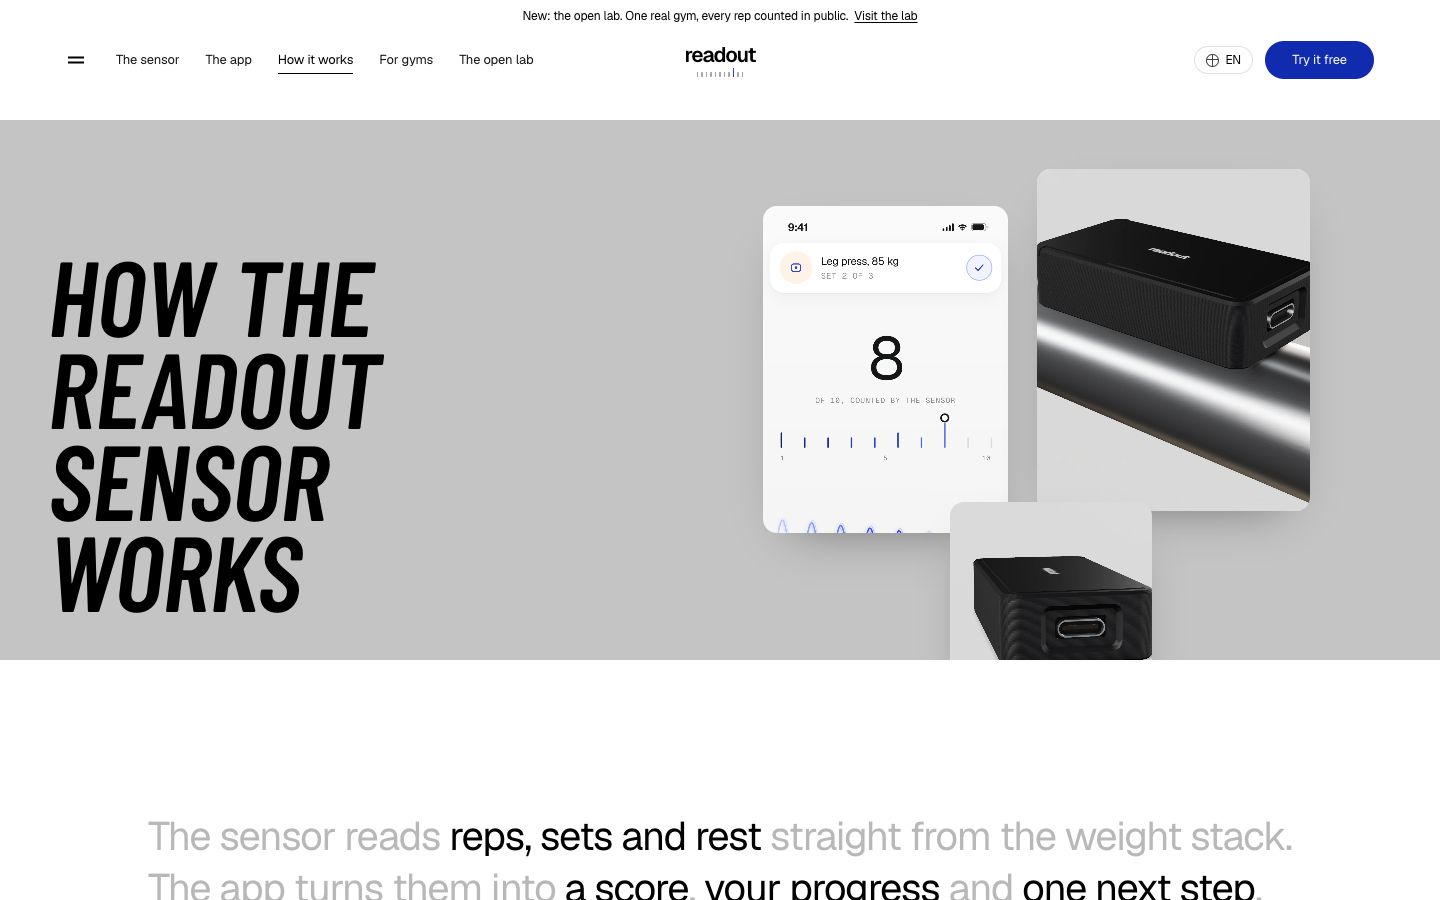 New: the open lab. One real gym, every rep counted in public. Visit the lab
The sensor
The app
How it works
For gyms
The open lab
readout
EN
Try it free
HOW THE
READOUT
SENSOR
WORKS
9:41
Leg press, 85 kg
SET 2 OF 3
8
OF 10, COUNTED BY THE SENSOR
1 5 10
readout
The sensor reads reps, sets and rest straight from the weight stack.
The app turns them into a score, your progress and one next step.